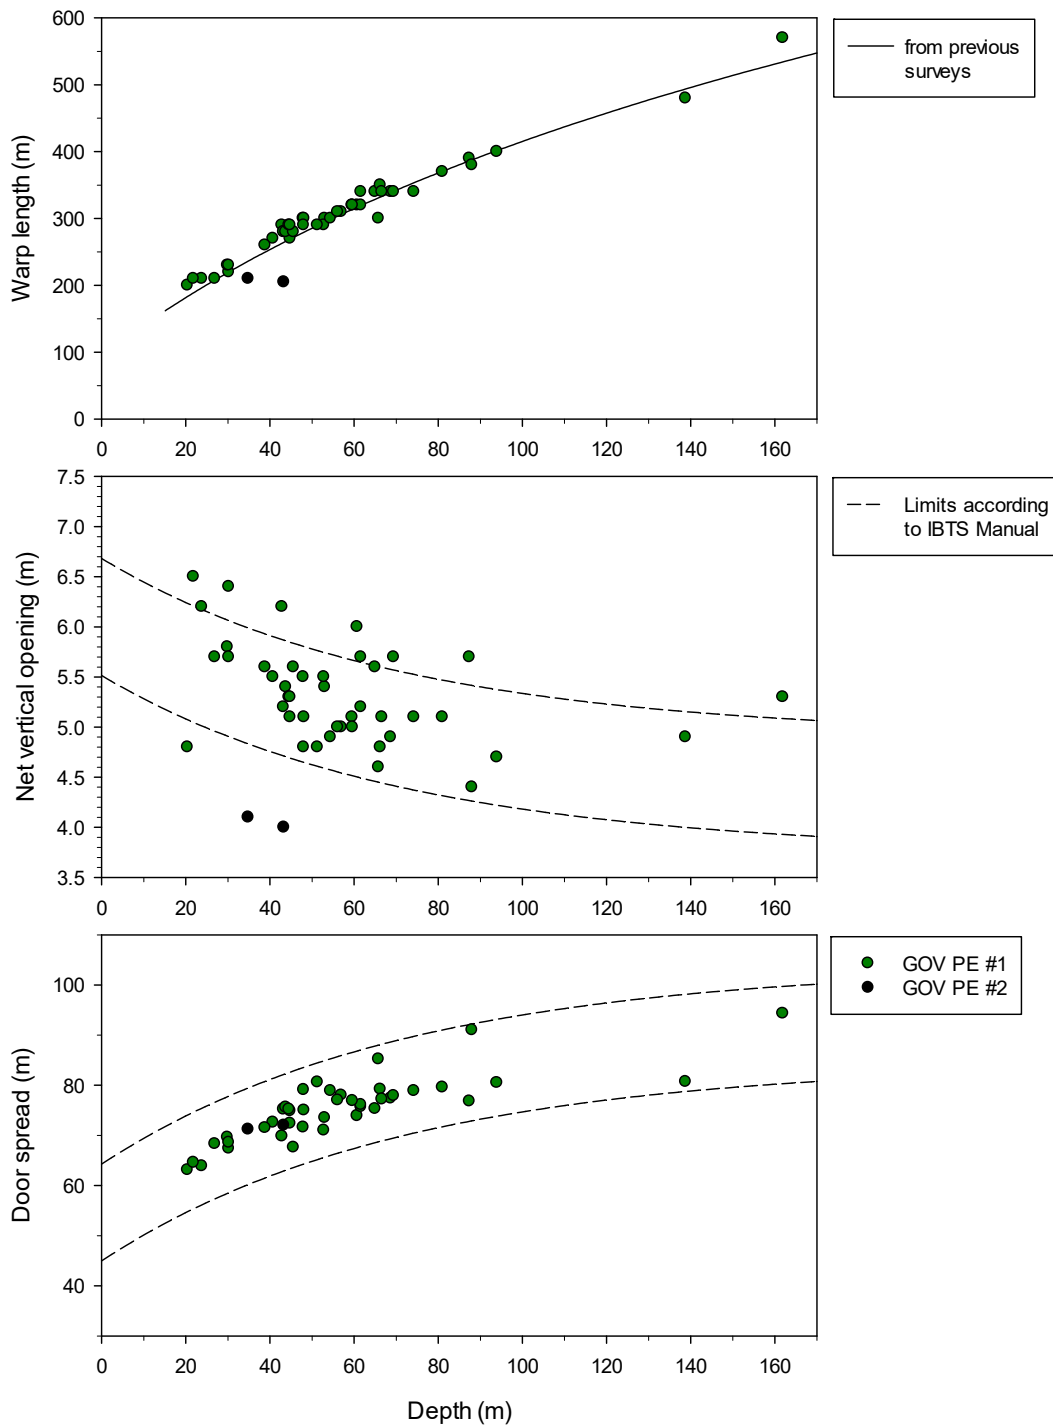 600
500
400
300
200
100
0
Warp length (m)
0 20 40 60 80 100 120 140 160
from previous
surveys
7.5
7.0
6.5
6.0
5.5
5.0
4.5
4.0
3.5
Net vertical opening (m)
0 20 40 60 80 100 120 140 160
Limits according
to IBTS Manual
100
80
60
40
Door spread (m)
0 20 40 60 80 100 120 140 160
Depth (m)
GOV PE #1
GOV PE #2